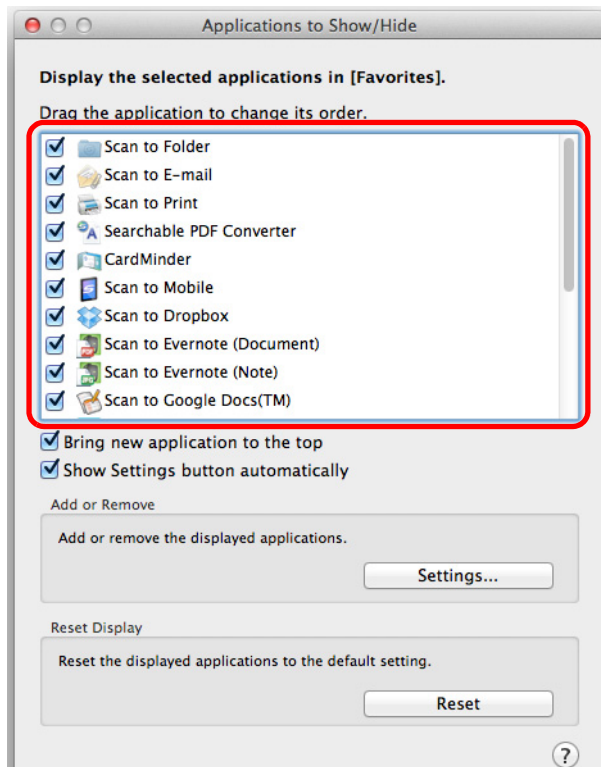 Applications to Show/Hide
Display the selected applications in [Favorites].
Drag the application to change its order.
Scan to Folder
Scan to E-mail
Scan to Print
Searchable PDF Converter
CardMinder
Scan to Mobile
Scan to Dropbox
Scan to Evernote (Document)
Scan to Evernote (Note)
Scan to Google Docs(TM)
Bring new application to the top
Show Settings button automatically
Add or Remove
Add or remove the displayed applications.
Settings...
Reset Display
Reset the displayed applications to the default setting.
Reset
?